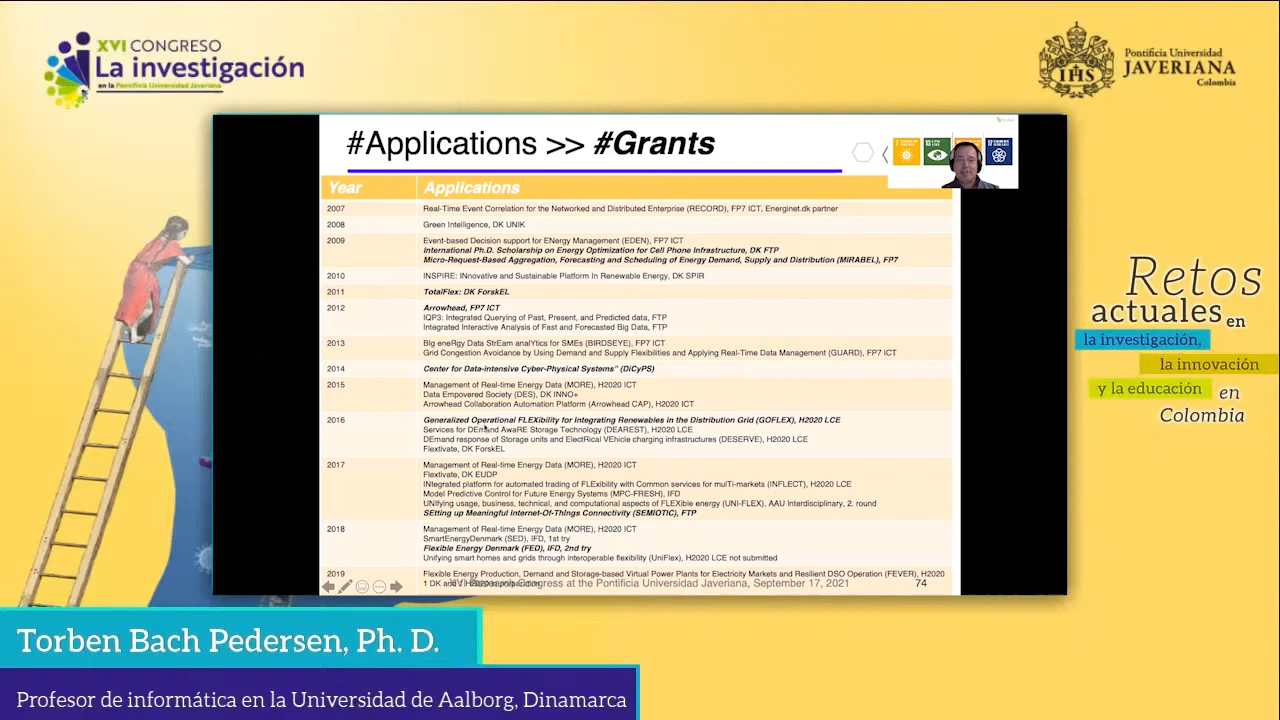 XVI CONGRESO
La investigación
en la Pontificia Universidad Javeriana
Pontificia Universidad
JAVERIANA
Colombia
IHS
#Applications >> #Grants
Year Applications
2007 Real-Time Event Correlation for the Networked and Distributed Enterprise (RECORD), FP7 ICT, Energinet.dk partner
2008 Green Intelligence, DK UNIK
2009 Event-based Decision support for ENergy Management (EDEN), FP7 ICT
International Ph.D. Scholarship on Energy Optimization for Cell Phone Infrastructure, DK FTP
Micro-Request-Based Aggregation, Forecasting and Scheduling of Energy Demand, Supply and Distribution (MIRABEL), FP7
2010 INSPIRE: INnovative and Sustainable Platform In Renewable Energy, DK SPIR
2011 TotalFlex: DK ForskEL
2012 Arrowhead, FP7 ICT
IQP3: Integrated Querying of Past, Present, and Predicted data, FTP
Integrated Interactive Analysis of Fast and Forecasted Big Data, FTP
2013 BIg eneRgy Data StrEam analYtics for SMEs (BIRDSEYE), FP7 ICT
Grid Congestion Avoidance by Using Demand and Supply Flexibilities and Applying Real-Time Data Management (GUARD), FP7 ICT
2014 Center for Data-intensive Cyber-Physical Systems" (DiCyPS)
2015 Management of Real-time Energy Data (MORE), H2020 ICT
Data Empowered Society (DES), DK INNO+
Arrowhead Collaboration Automation Platform (Arrowhead CAP), H2020 ICT
2016 Generalized Operational FLEXibility for Integrating Renewables in the Distribution Grid (GOFLEX), H2020 LCE
Services for DEmand AwaRE Storage Technology (DEAREST), H2020 LCE
DEmand response of Storage units and ElectRical VEhicle charging infrastructures (DESERVE), H2020 LCE
Flextivate, DK ForskEL
2017 Management of Real-time Energy Data (MORE), H2020 ICT
Flextivate, DK EUDP
INtegrated platform for automated trading of FLExibility with Common services for mulTi-markets (INFLECT), H2020 LCE
Model Predictive Control for Future Energy Systems (MPC-FRESH), IFD
UNIfying usage, business, technical, and computational aspects of FLEXible energy (UNI-FLEX), AAU Interdisciplinary, 2. round
SEtting up Meaningful Internet-Of-ThIngs Connectivity (SEMIOTIC), FTP
2018 Management of Real-time Energy Data (MORE), H2020 ICT
SmartEnergyDenmark (SED), IFD, 1st try
Flexible Energy Denmark (FED), IFD, 2nd try
Unifying smart homes and grids through interoperable flexibility (UniFlex), H2020 LCE not submitted
2019 Flexible Energy Production, Demand and Storage-based Virtual Power Plants for Electricity Markets and Resilient DSO Operation (FEVER), H2020
1 DK and
XVI Research Congress at the Pontificia Universidad Javeriana, September 17, 2021 74
Retos
actuales en
la investigación,
la innovación
y la educación en
Colombia
Torben Bach Pedersen, Ph. D.
Profesor de informática en la Universidad de Aalborg, Dinamarca